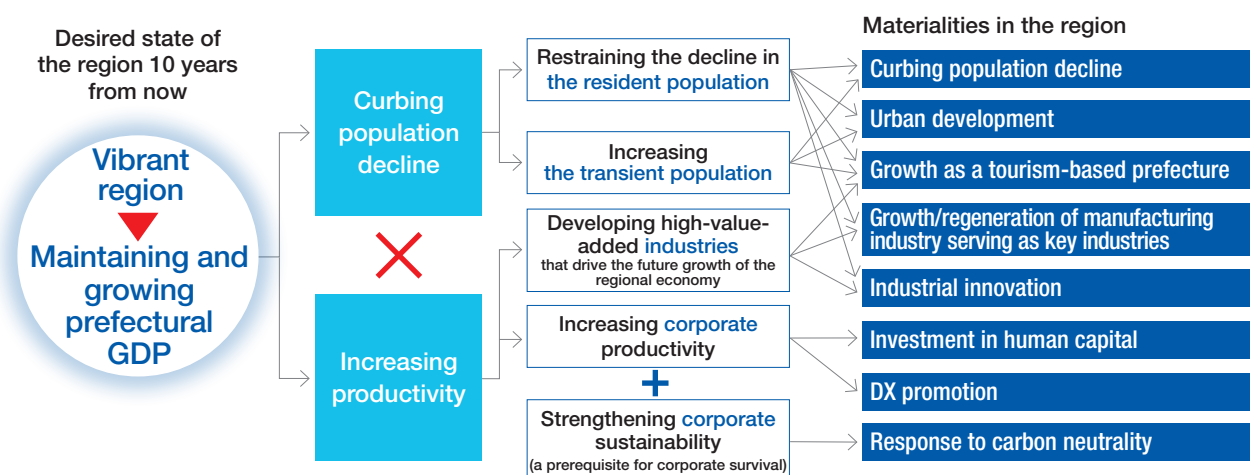 Desired state of
the region 10 years
from now
Vibrant
region
Maintaining and
growing
prefectural
GDP
Curbing
population
decline
Increasing
productivity
Restraining the decline in
the resident population
Increasing
the transient population
Developing high-value-
added industries
that drive the future growth of the
regional economy
Increasing corporate
productivity
Strengthening corporate
sustainability
(a prerequisite for corporate survival)
Materialities in the region
Curbing population decline
Urban development
Growth as a tourism-based prefecture
Growth/regeneration of manufacturing
industry serving as key industries
Industrial innovation
Investment in human capital
DX promotion
Response to carbon neutrality